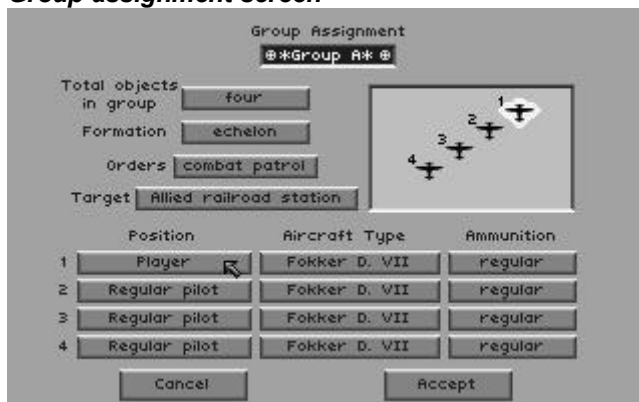 Group assignment screen
Group Assignment
⊕*Group A* ⊕
Total objects in group four
Formation echelon
Orders combat patrol
Target Allied railroad station
1
2
3
4
Position Aircraft Type Ammunition
1 Player Fokker D. VII regular
2 Regular pilot Fokker D. VII regular
3 Regular pilot Fokker D. VII regular
4 Regular pilot Fokker D. VII regular
Cancel Accept